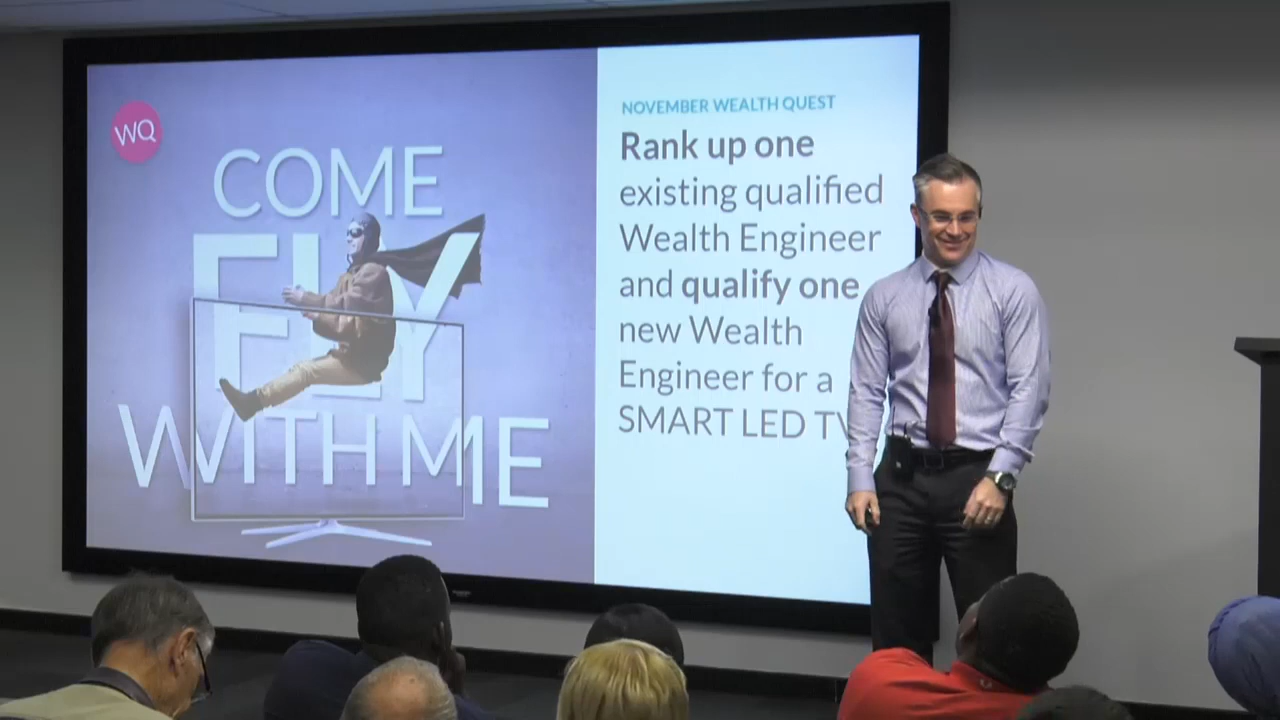 WQ
COME
FLY
WITH ME
NOVEMBER WEALTH QUEST
Rank up one
existing qualified
Wealth Engineer
and qualify one
new Wealth
Engineer for a
SMART LED TV